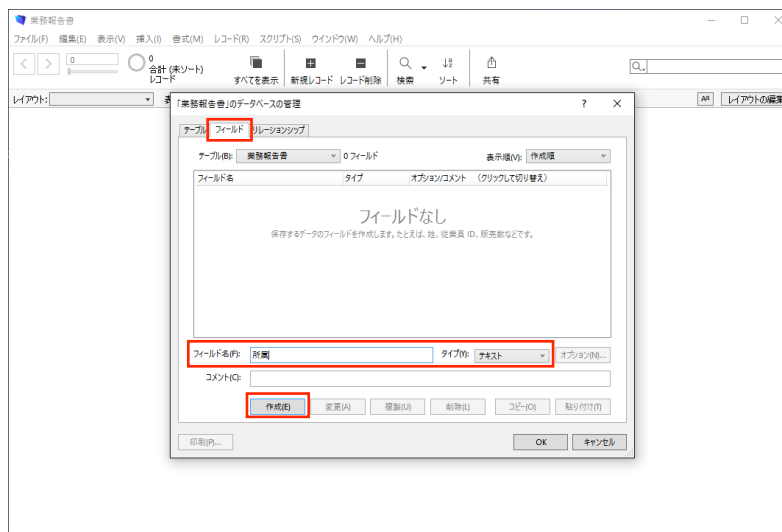 業務報告書
ファイル(F) 編集(E) 表示(V) 挿入(I) 書式(M) レコード(R) スクリプト(S) ウインドウ(W) ヘルプ(H)
0
0
合計 (未ソート)
レコード
すべてを表示 新規レコード レコード削除 検索 ソート 共有
レイアウト: レイアウトの編集
「業務報告書」のデータベースの管理
テーブル フィールド リレーションシップ
テーブル(B): 業務報告書 0 フィールド 表示順(V): 作成順
フィールド名 タイプ オプション/コメント (クリックして切り替え)
フィールドなし
保存するデータのフィールドを作成します。たとえば、姓、従業員 ID、販売数などです。
フィールド名(F): 所属 タイプ(Y): テキスト オプション(N)...
コメント(C):
作成(E) 変更(A) 複製(U) 削除(L) コピー(O) 貼り付け(T)
印刷(P)... OK キャンセル